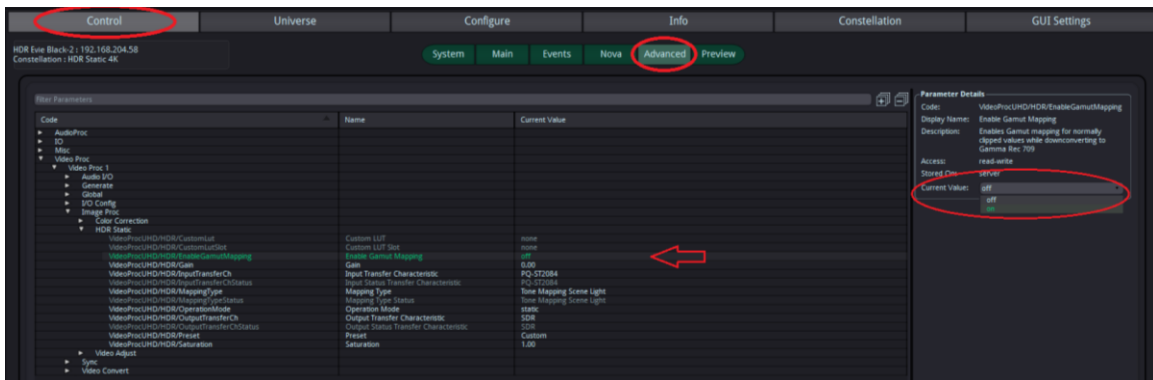 Control Universe Configure Info Constellation GUI Settings
HDR Evie Black-2 : 192.168.204.58
Constellation : HDR Static 4K
System Main Events Nova Advanced Preview
Filter Parameters
Code Name Current Value
AudioProc
IO
Misc
Video Proc
Video Proc 1
Audio I/O
Generate
Global
I/O Config
Image Proc
Color Correction
HDR Static
VideoProcUHD/HDR/CustomLut Custom LUT none
VideoProcUHD/HDR/CustomLutSlot Custom LUT Slot none
VideoProcUHD/HDR/EnableGamutMapping Enable Gamut Mapping off
VideoProcUHD/HDR/Gain Gain 0.00
VideoProcUHD/HDR/InputTransferCh Input Transfer Characteristic PQ-ST2084
VideoProcUHD/HDR/InputTransferChStatus Input Status Transfer Characteristic PQ-ST2084
VideoProcUHD/HDR/MappingType Mapping Type Tone Mapping Scene Light
VideoProcUHD/HDR/MappingTypeStatus Mapping Type Status Tone Mapping Scene Light
VideoProcUHD/HDR/OperationMode Operation Mode static
VideoProcUHD/HDR/OutputTransferCh Output Transfer Characteristic SDR
VideoProcUHD/HDR/OutputTransferChStatus Output Status Transfer Characteristic SDR
VideoProcUHD/HDR/Preset Preset Custom
VideoProcUHD/HDR/Saturation Saturation 1.00
Video Adjust
Sync
Video Convert
Parameter Details
Code: VideoProcUHD/HDR/EnableGamutMapping
Display Name: Enable Gamut Mapping
Description: Enables Gamut mapping for normally
clipped values while downconverting to
Gamma Rec 709
Access: read-write
Stored On: server
Current Value: off
off
on